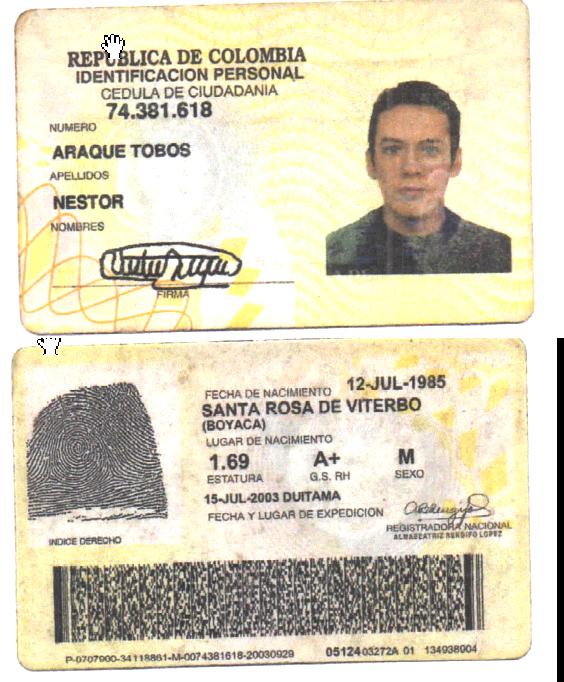 REPUBLICA DE COLOMBIA
IDENTIFICACION PERSONAL
CEDULA DE CIUDADANIA
74.381.618
NUMERO
ARAQUE TOBOS
APELLIDOS
NESTOR
NOMBRES
FIRMA
FECHA DE NACIMIENTO 12-JUL-1985
SANTA ROSA DE VITERBO
(BOYACA)
LUGAR DE NACIMIENTO
1.69 A+ M
ESTATURA G.S. RH SEXO
15-JUL-2003 DUITAMA
FECHA Y LUGAR DE EXPEDICION
REGISTRADORA NACIONAL
ALMABEATRIZ RENGIFO LOPEZ
INDICE DERECHO
P-0707900-34118861-M-0074381618-20030929 0512403272A 01 134938904